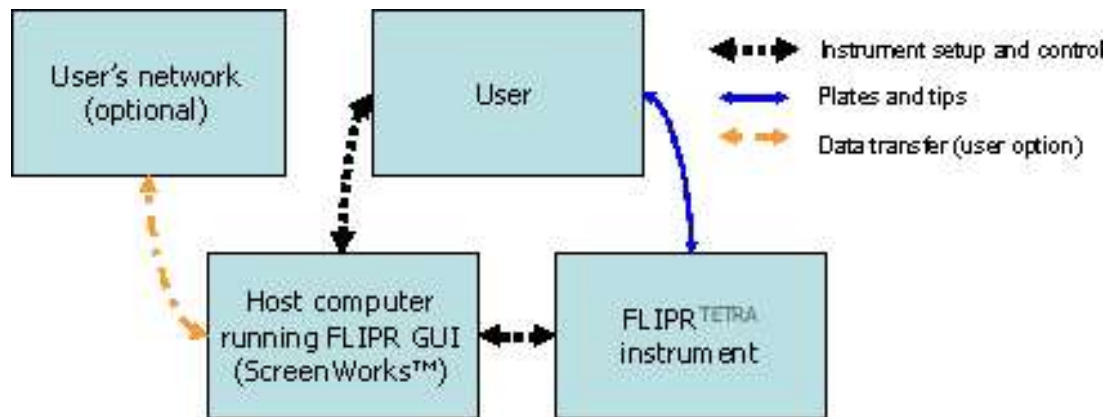 User's network
(optional)
User
Instrument setup and control
Plates and tips
Data transfer (user option)
Host computer
running FLIPR GUI
(ScreenWorks™)
FLIPR TETRA
instrument